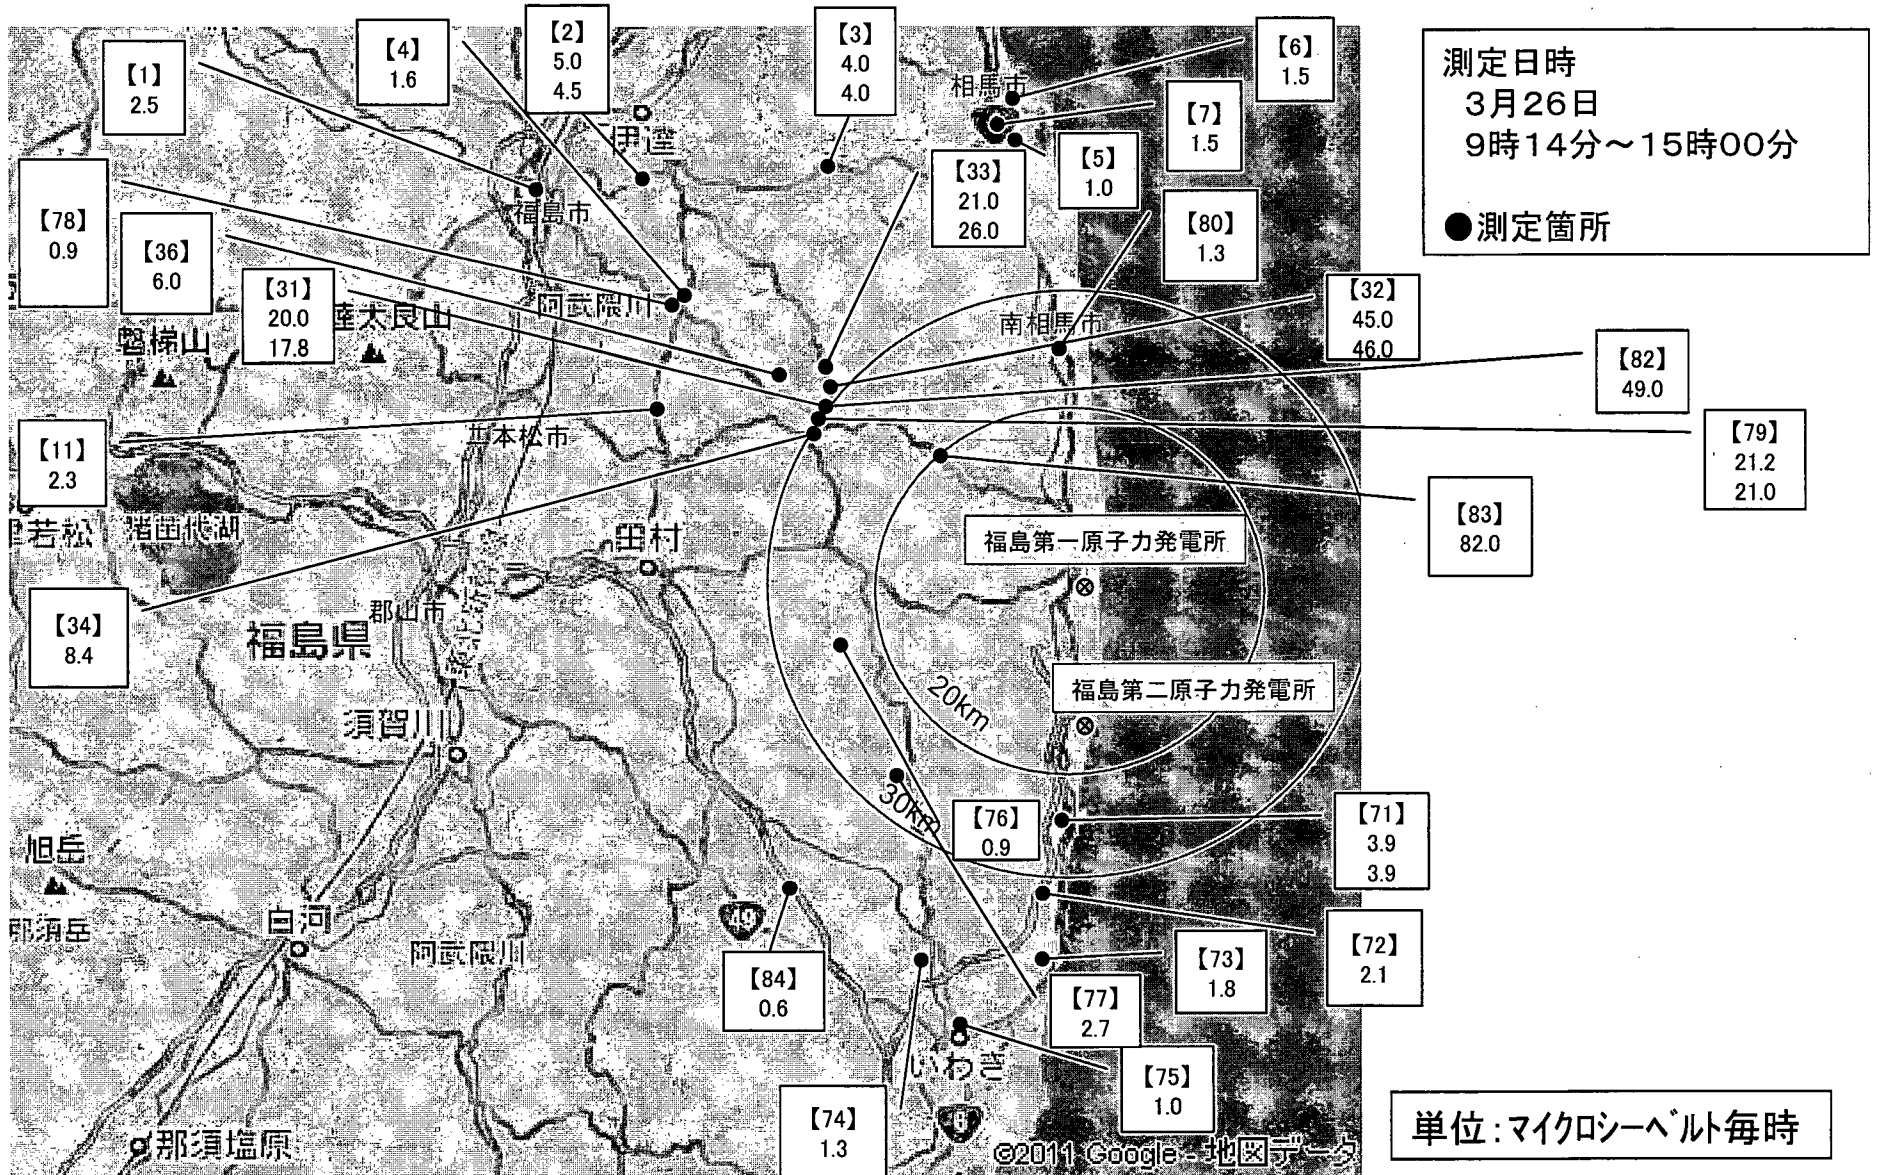 【1】
2.5
【4】
1.6
【2】
5.0
4.5
【3】
4.0
4.0
【6】
1.5
【7】
1.5
【5】
1.0
【33】
21.0
26.0
【80】
1.3
測定日時
3月26日
9時14分～15時00分
●測定箇所
相馬市
伊達
福島市
【78】
0.9
【36】
6.0
【31】
20.0
17.8
達太良山
磐梯山
阿武隈川
南相馬市
【32】
45.0
46.0
【82】
49.0
【79】
21.2
21.0
【83】
82.0
【11】
2.3
二本松市
若松
猪苗代湖
田村
福島第一原子力発電所
【34】
8.4
郡山市
福島県
福島第二原子力発電所
20km
須賀川
30km
【76】
0.9
【71】
3.9
3.9
旭岳
那須岳
白河
阿武隈川
49
【84】
0.6
【73】
1.8
【72】
2.1
【77】
2.7
いわき
【75】
1.0
【74】
1.3
6
那須塩原
©2011 Google - 地図データ
単位：マイクロシーベルト毎時